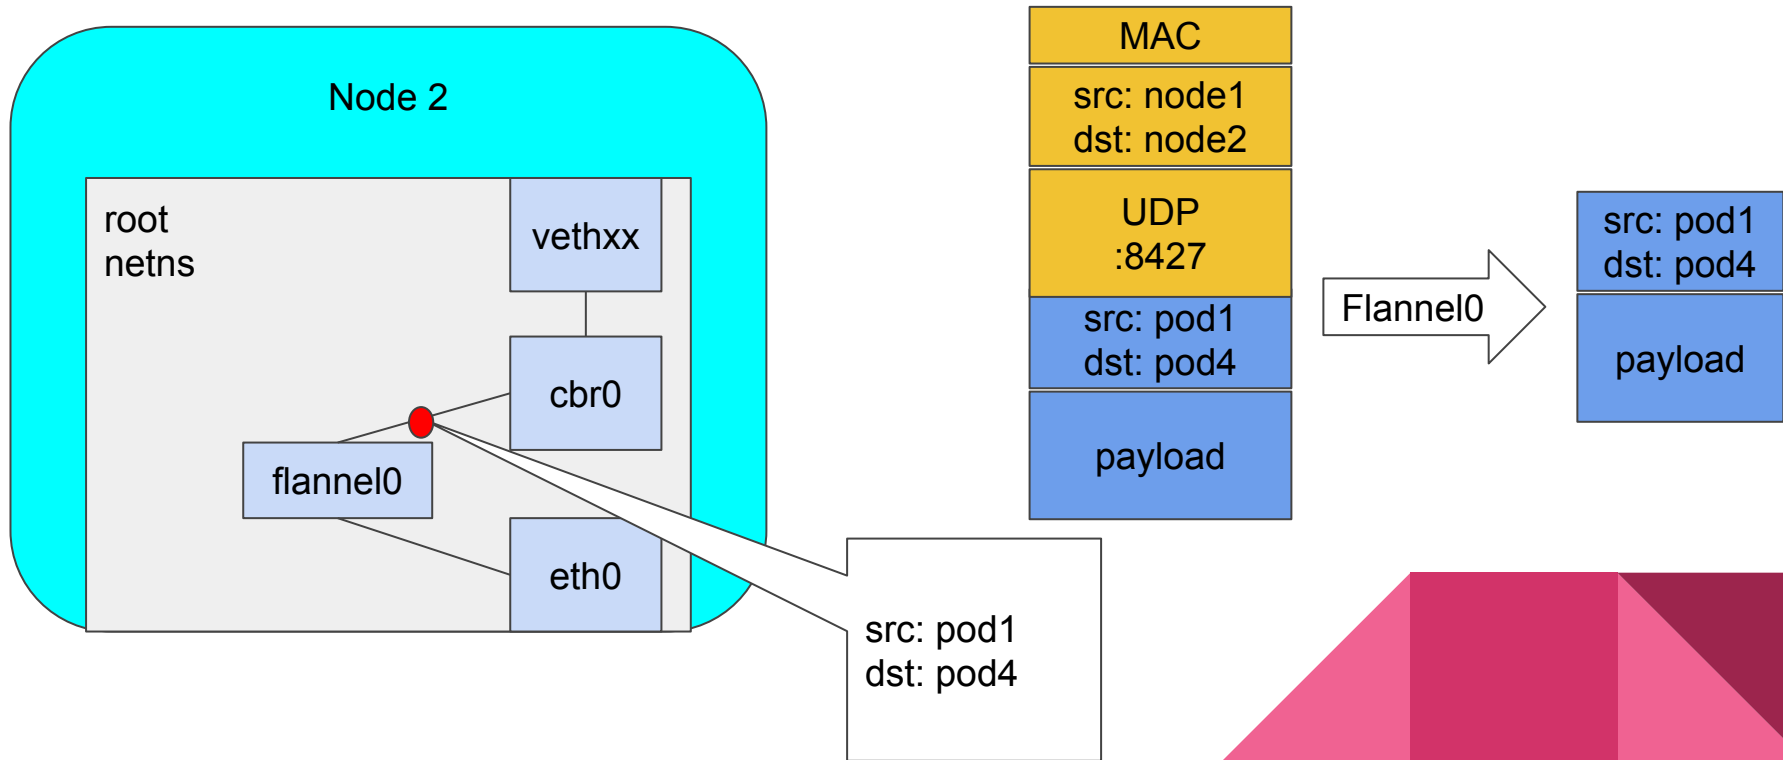 Node 2
root
netns
vethxx
cbr0
flannel0
eth0
src: pod1
dst: pod4
MAC
src: node1
dst: node2
UDP
:8427
src: pod1
dst: pod4
payload
Flannel0
src: pod1
dst: pod4
payload